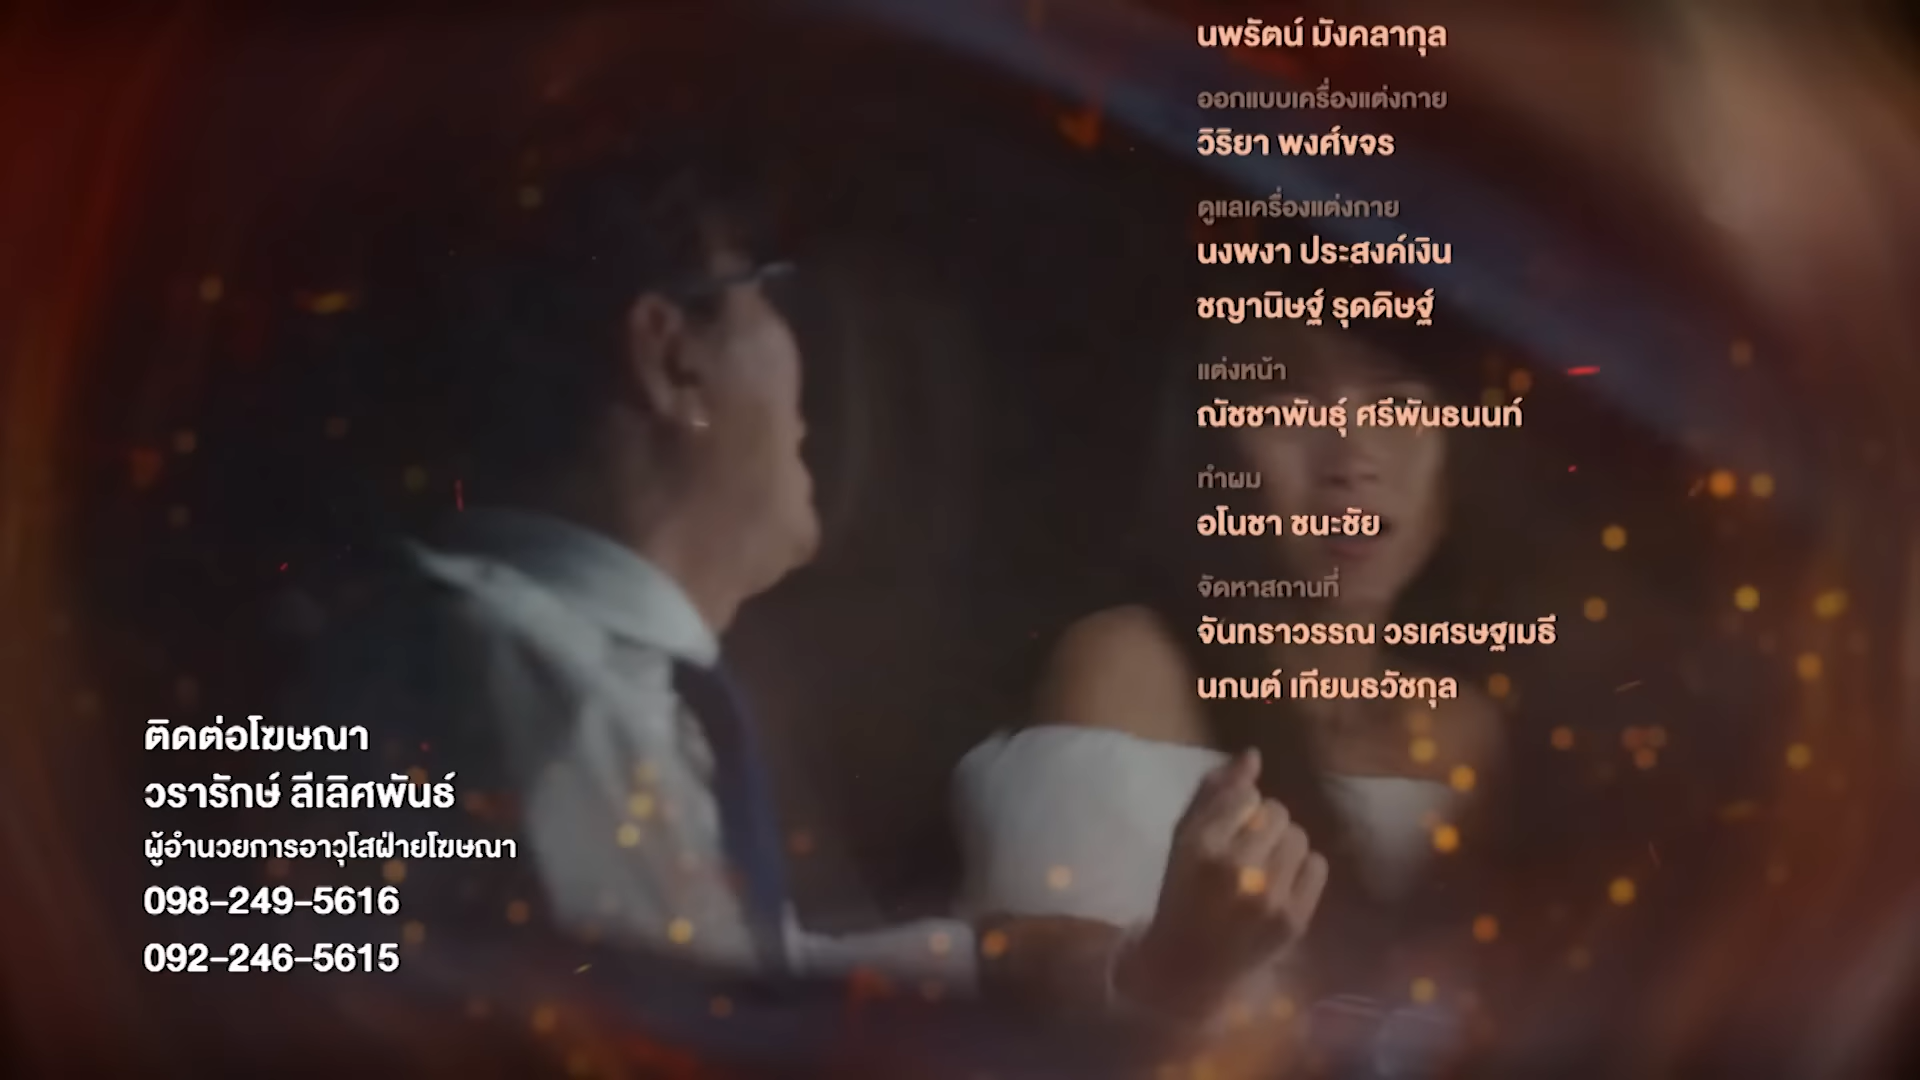 นพรัตน์ มังคลากุล
ออกแบบเครื่องแต่งกาย
วิริยา พงศ์ขจร
ดูแลเครื่องแต่งกาย
นงพงา ประสงค์เงิน
ชญานิษฐ์ รุดดิษฐ์
แต่งหน้า
ณัชชาพันธุ์ ศรีพันธนนท์
ทำผม
อโนชา ชนะชัย
จัดหาสถานที่
จันทราวรรณ วรเศรษฐเมธี
นภนต์ เทียนธวัชกุล
ติดต่อโฆษณา
วรารักษ์ ลีเลิศพันธ์
ผู้อำนวยการอาวุโสฝ่ายโฆษณา
098-249-5616
092-246-5615